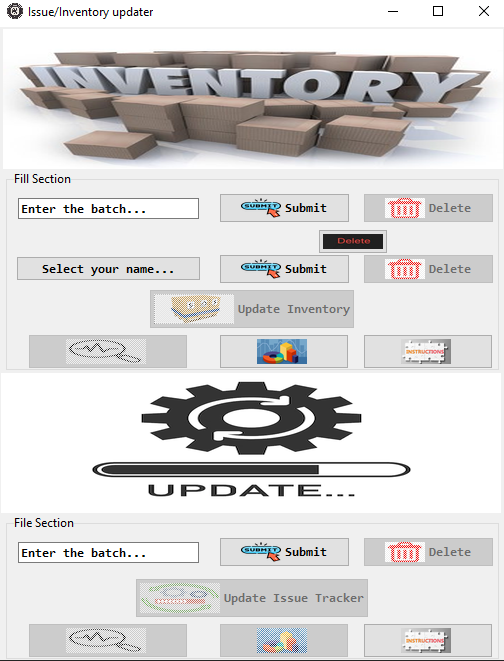 Issue/Inventory updater
INVENTORY
Fill Section
Enter the batch... SUBMIT Submit Delete
Delete
Select your name... SUBMIT Submit Delete
Update Inventory
INSTRUCTIONS
UPDATE...
File Section
Enter the batch... SUBMIT Submit Delete
Update Issue Tracker
INSTRUCTIONS